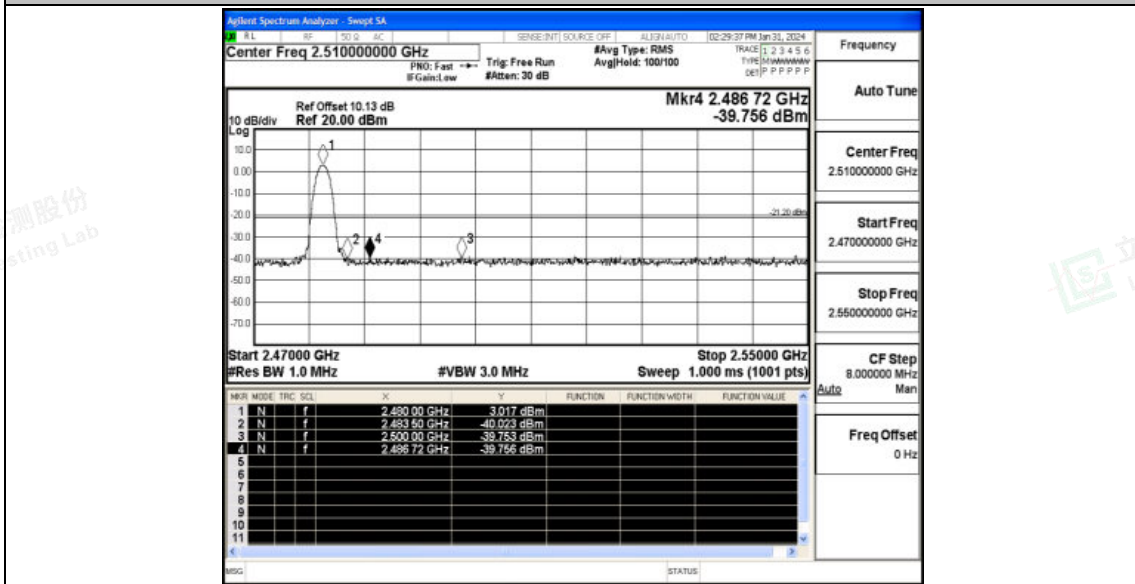 Agilent Spectrum Analyzer - Swept SA
RL RF 50 Ω AC SENSE:INT SOURCE OFF ALIGNAUTO 02:29:37 PM Jan 31, 2024
Center Freq 2.510000000 GHz
PNO: Fast
IFGain:Low
Trig: Free Run
#Atten: 30 dB
#Avg Type: RMS
Avg|Hold: 100/100
TRACE 1 2 3 4 5 6
TYPE MWWWWW
DET P P P P P P
Ref Offset 10.13 dB
10 dB/div Ref 20.00 dBm
Log
Mkr4 2.486 72 GHz
-39.756 dBm
10.0
0.00
-10.0
-20.0
-30.0
-40.0
-50.0
-60.0
-70.0
1
2
4
3
-21.20 dBm
Start 2.47000 GHz Stop 2.55000 GHz
#Res BW 1.0 MHz #VBW 3.0 MHz Sweep 1.000 ms (1001 pts)
MKR MODE TRC SCL X Y FUNCTION FUNCTION WIDTH FUNCTION VALUE
1 N f 2.480 00 GHz 3.017 dBm
2 N f 2.483 50 GHz -40.023 dBm
3 N f 2.500 00 GHz -39.753 dBm
4 N f 2.486 72 GHz -39.756 dBm
5
6
7
8
9
10
11
MSG STATUS
Frequency
Auto Tune
Center Freq
2.510000000 GHz
Start Freq
2.470000000 GHz
Stop Freq
2.550000000 GHz
CF Step
8.000000 MHz
Auto Man
Freq Offset
0 Hz
测股份
sting Lab
立